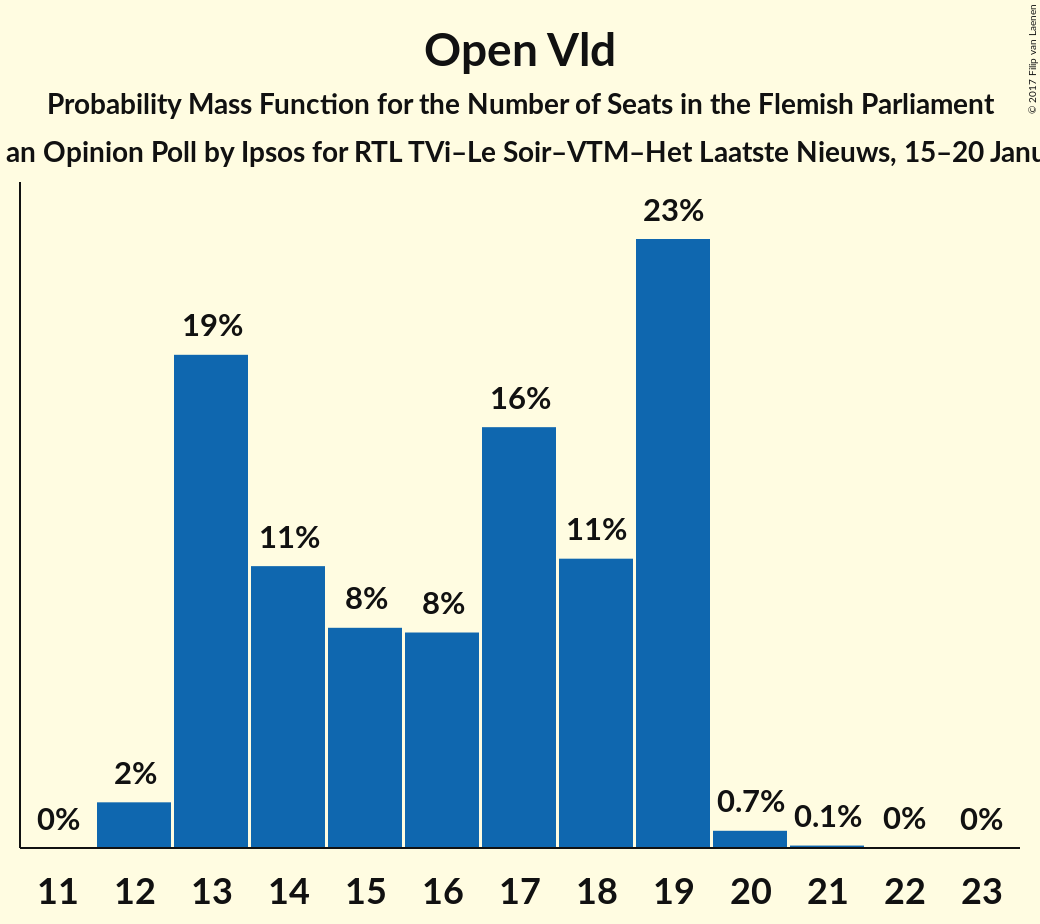 Open Vld
Probability Mass Function for the Number of Seats in the Flemish Parliament
an Opinion Poll by Ipsos for RTL TVi–Le Soir–VTM–Het Laatste Nieuws, 15–20 Janu
© 2017 Filip van Laenen
0% 2% 19% 11% 8% 8% 16% 11% 23% 0.7% 0.1% 0% 0%
11 12 13 14 15 16 17 18 19 20 21 22 23